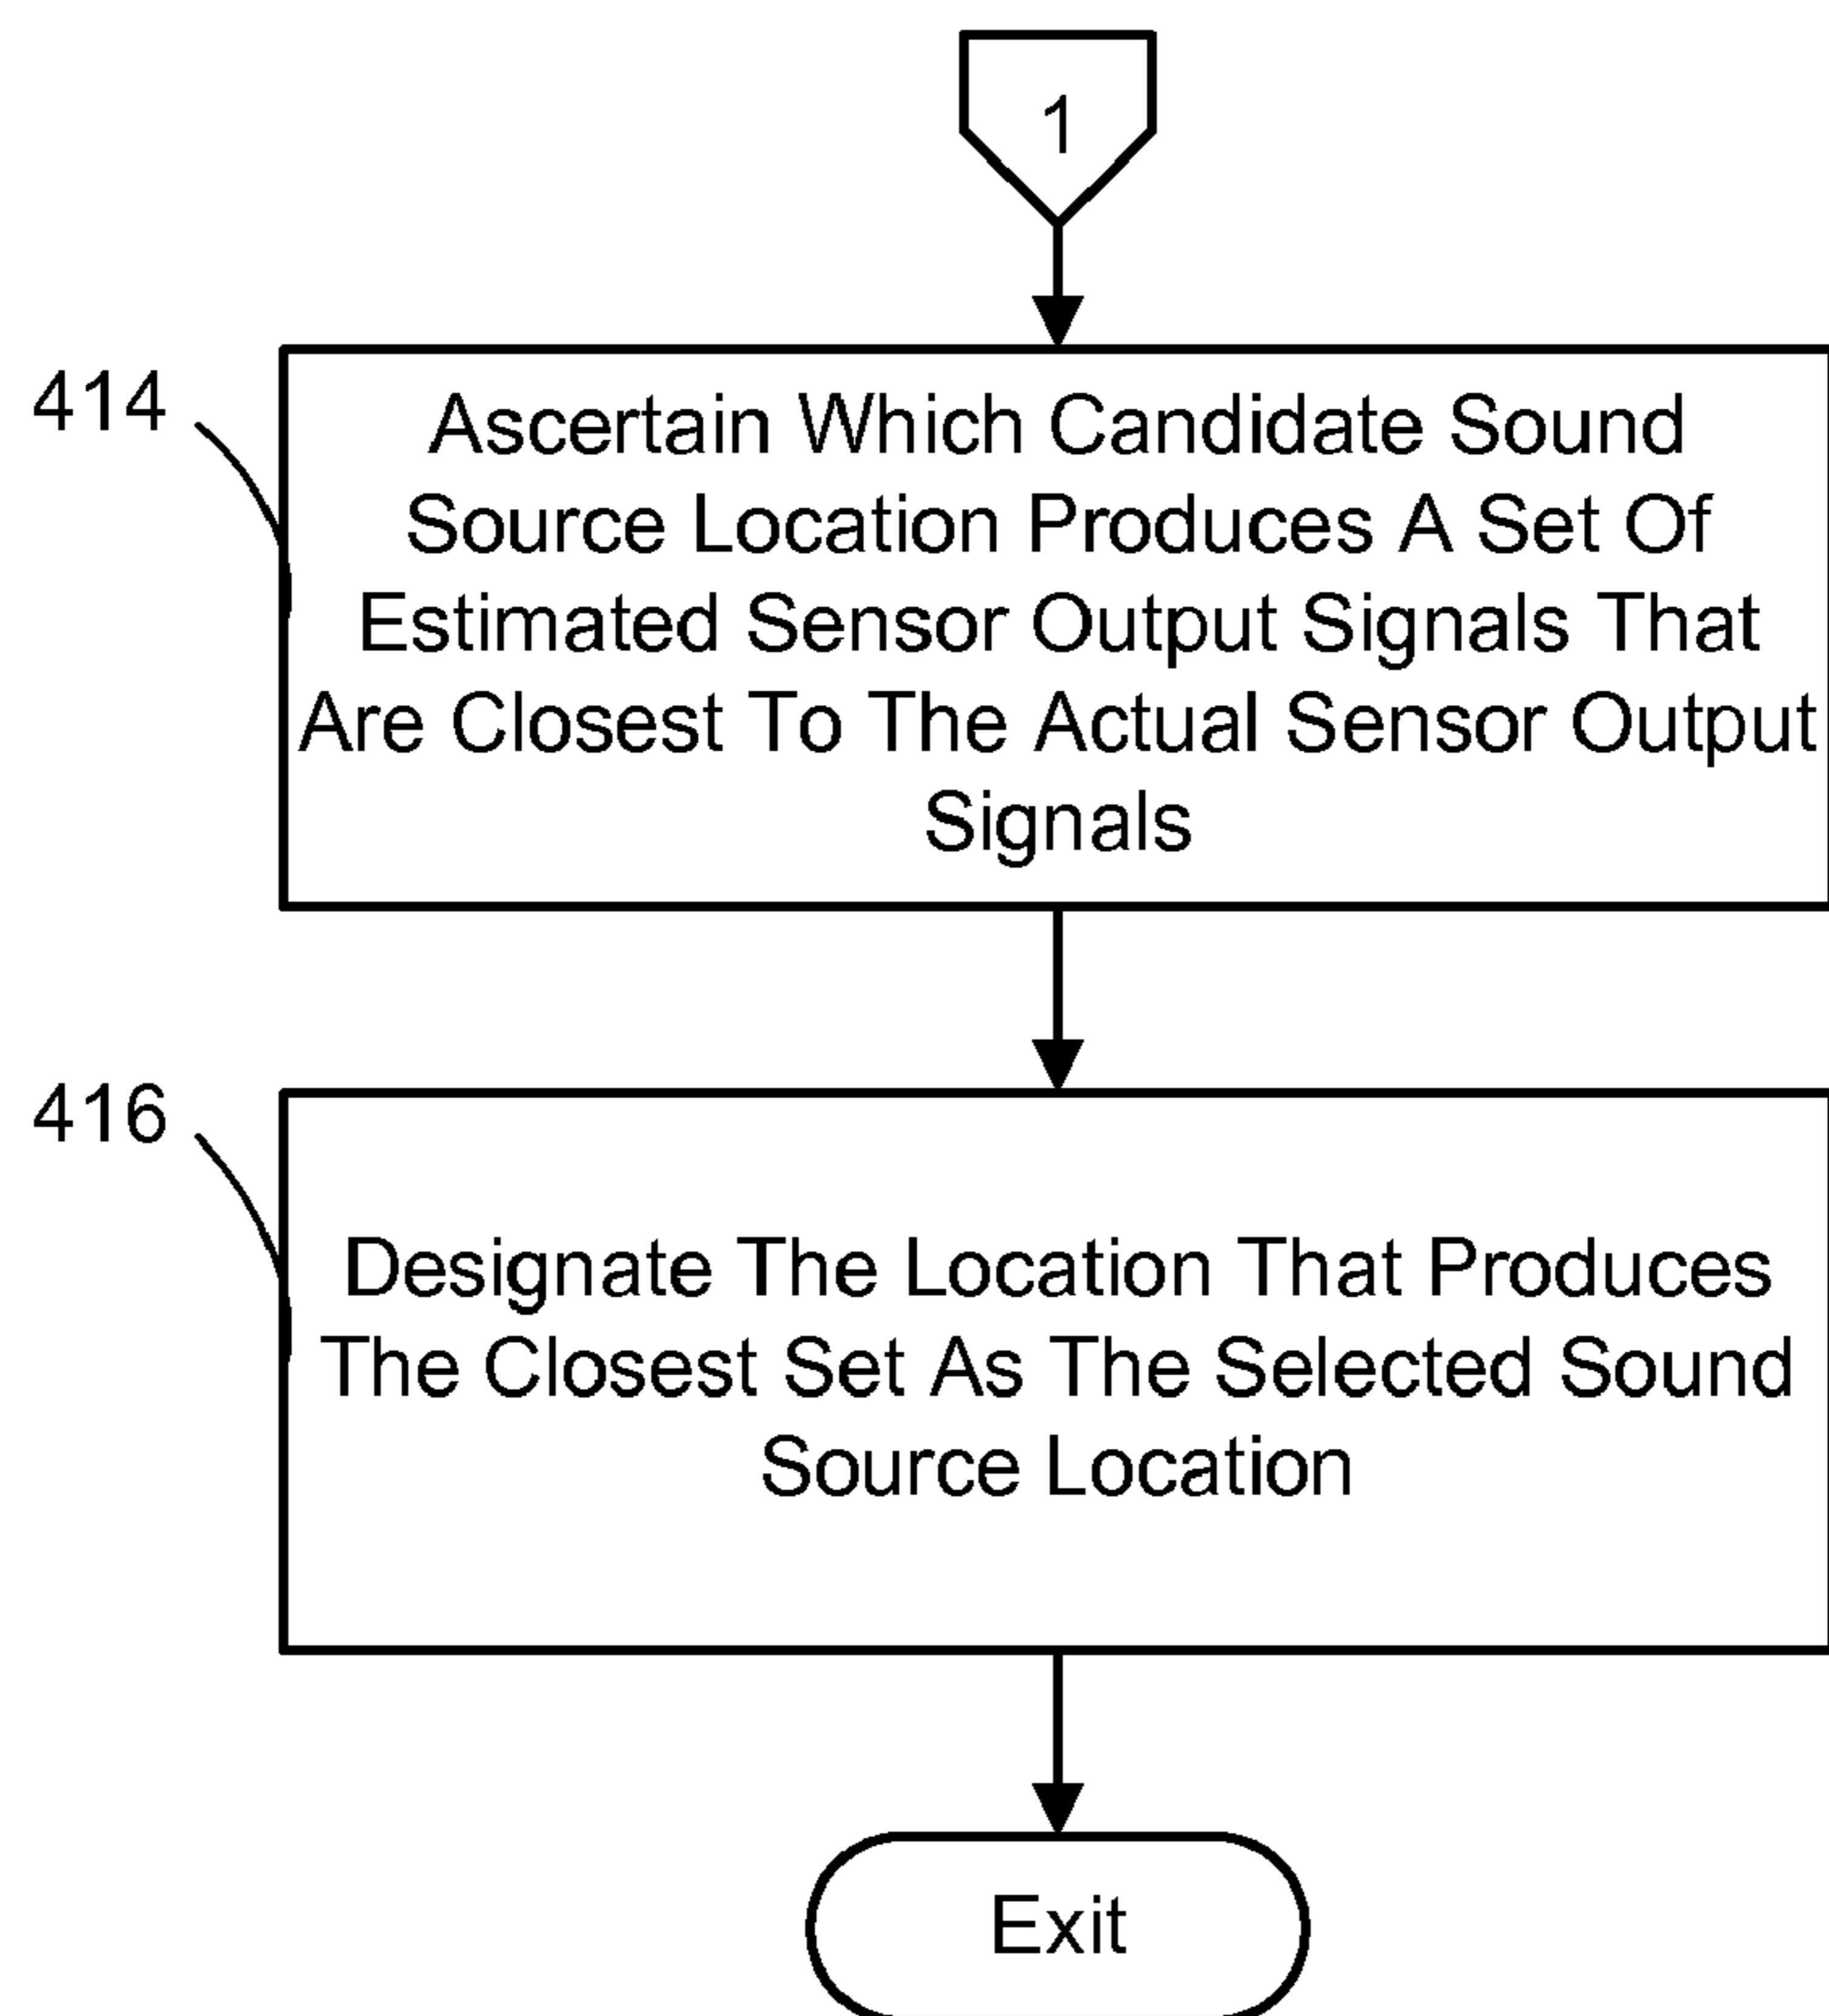 1
414
Ascertain Which Candidate Sound
Source Location Produces A Set Of
Estimated Sensor Output Signals That
Are Closest To The Actual Sensor Output
Signals
416
Designate The Location That Produces
The Closest Set As The Selected Sound
Source Location
Exit